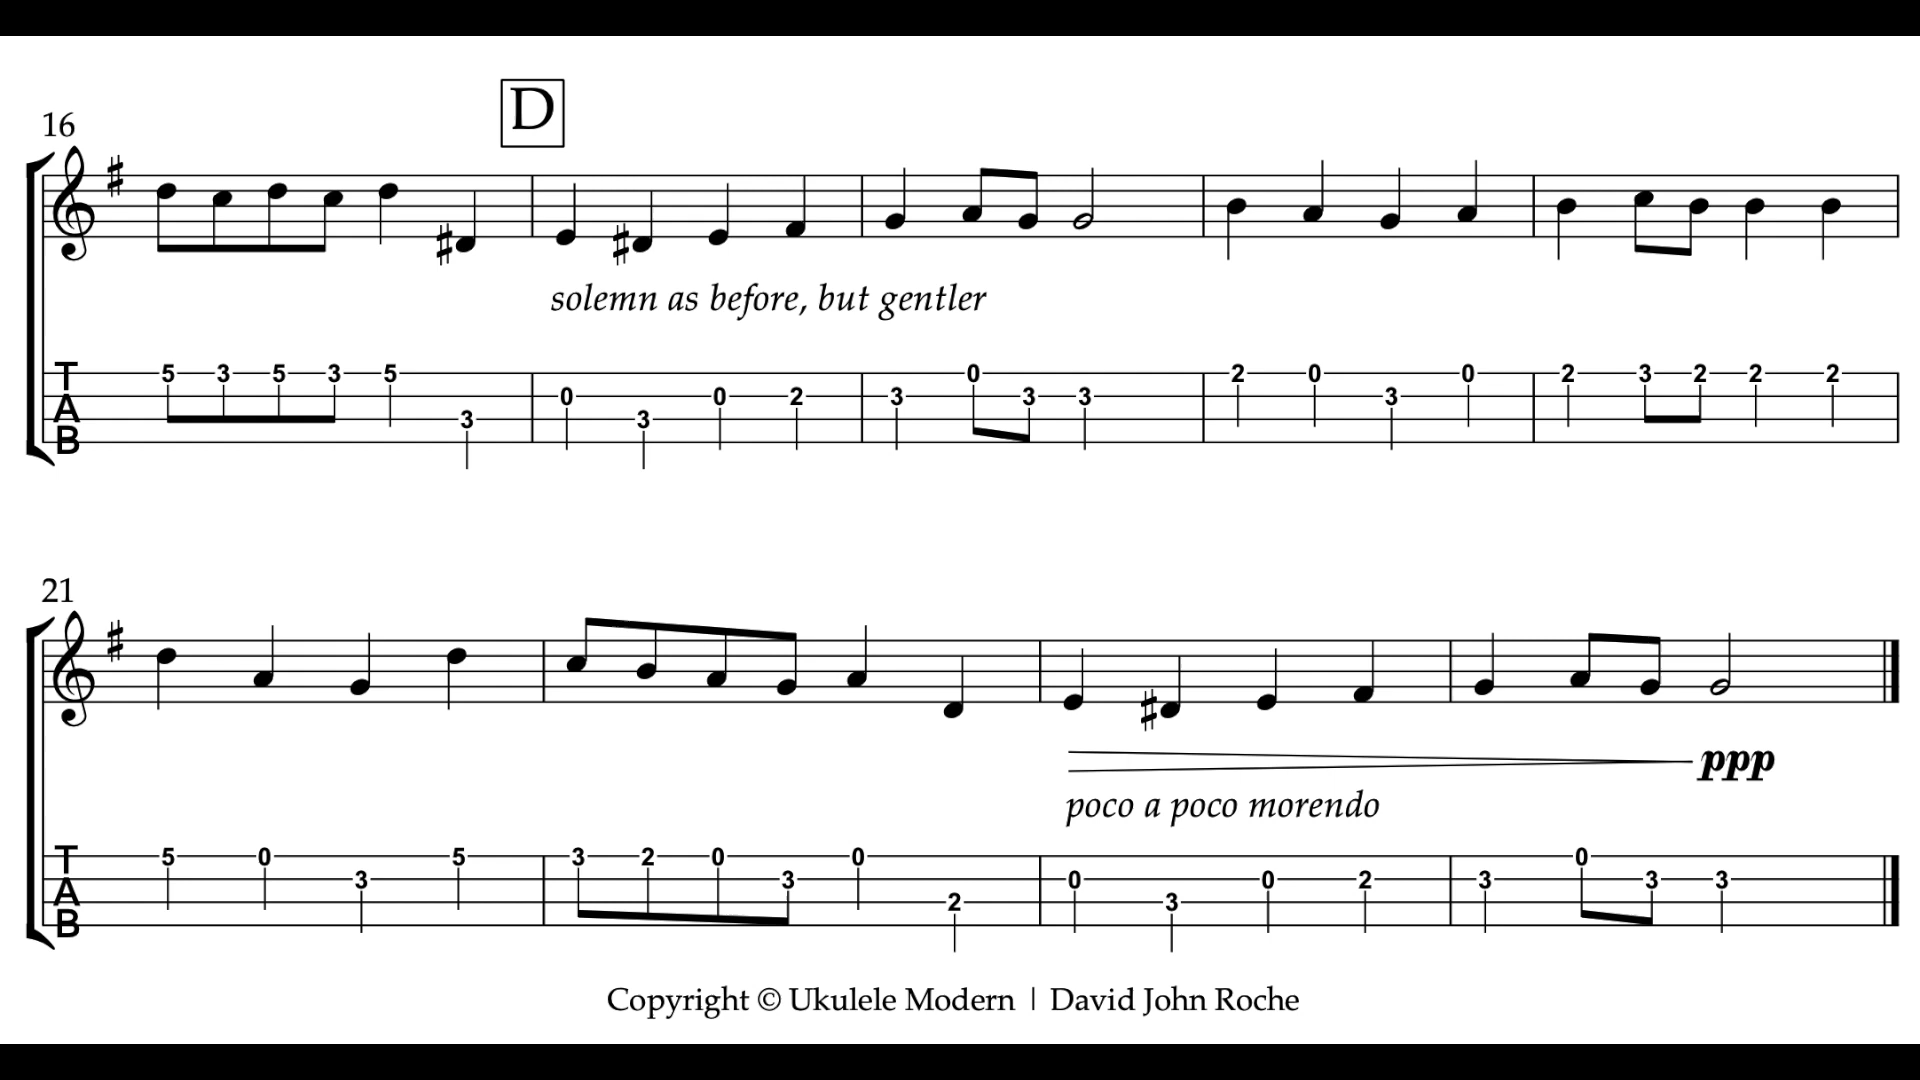 D
16
solemn as before, but gentler
T 5 3 5 3 5 0 2 0 0 2 3 2 2 2
A 0 0 2 3 3 3 3
B 3 3
21
ppp
poco a poco morendo
T 5 0 5 3 2 0 0 0
A 3 3 0 0 2 3 3 3
B 2 3
Copyright © Ukulele Modern | David John Roche